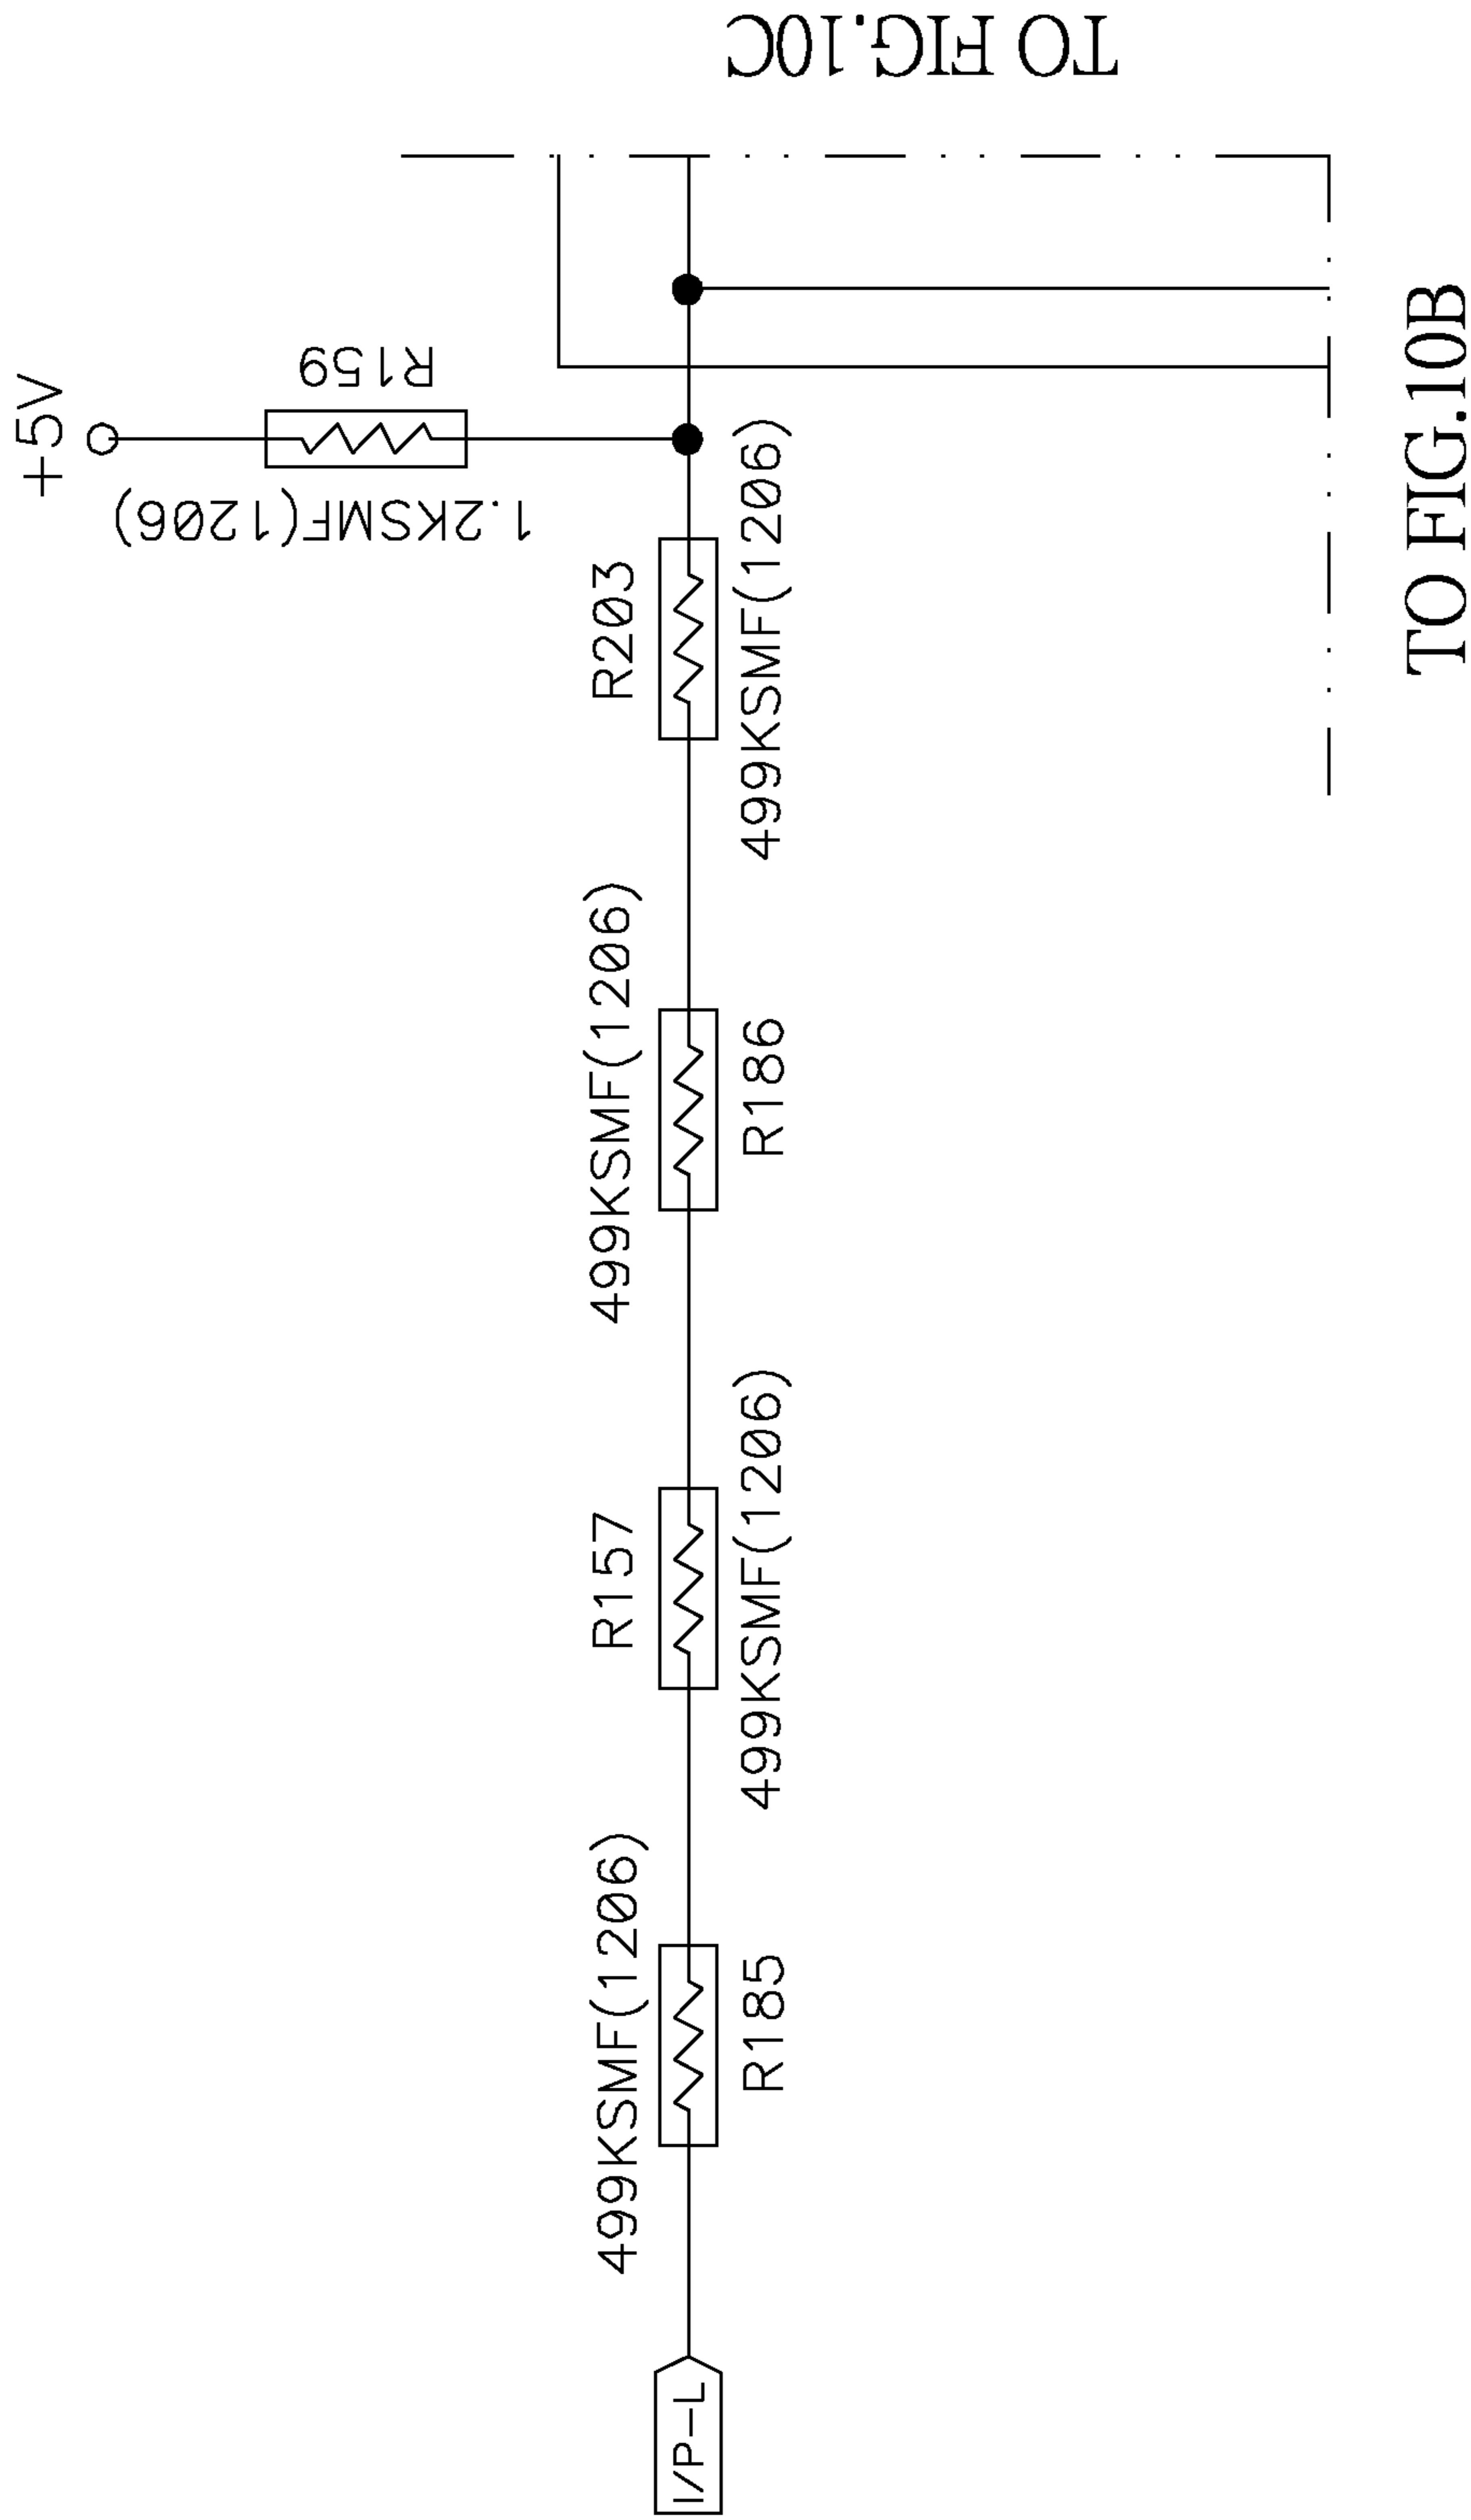 TO FIG.10C
+5V
R159
1.2KSMF(1206)
R203
499KSMF(1206)
TO FIG.10B
499KSMF(1206)
R186
R157
499KSMF(1206)
499KSMF(1206)
R185
I/P-L